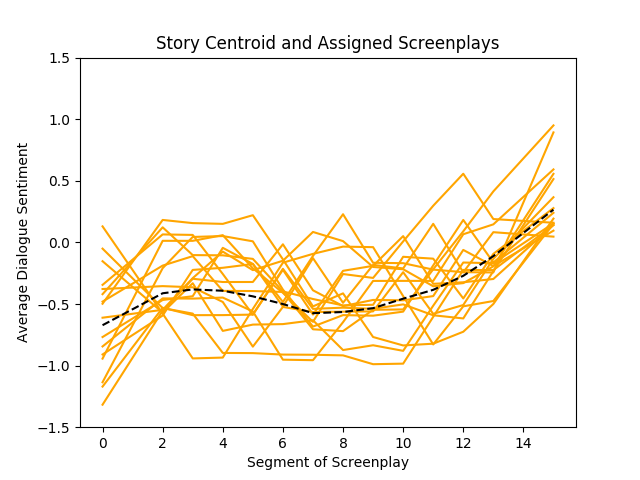 Story Centroid and Assigned Screenplays
1.5
1.0
0.5
0.0
−0.5
−1.0
−1.5
Average Dialogue Sentiment
0 2 4 6 8 10 12 14
Segment of Screenplay